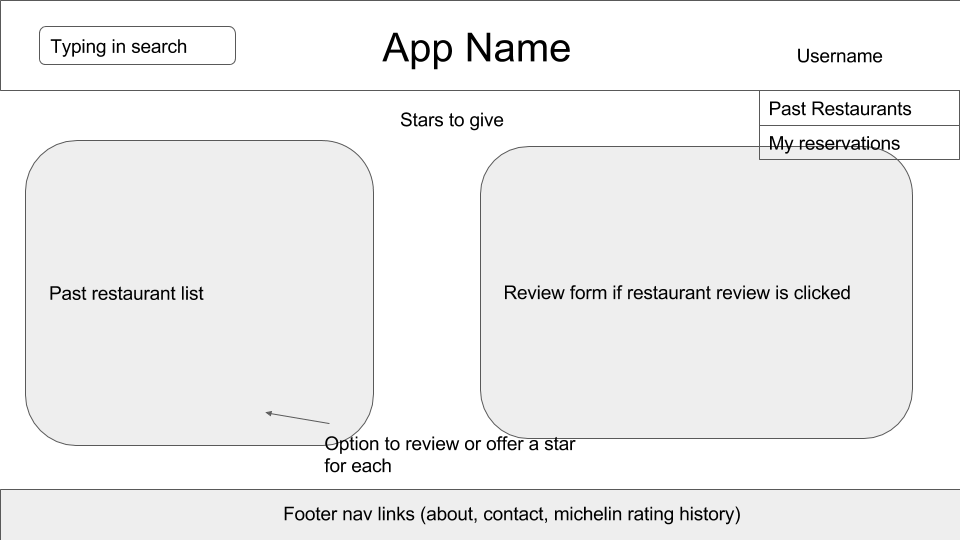 Typing in search
App Name
Username
Past Restaurants
My reservations
Stars to give
Past restaurant list
Review form if restaurant review is clicked
Option to review or offer a star
for each
Footer nav links (about, contact, michelin rating history)